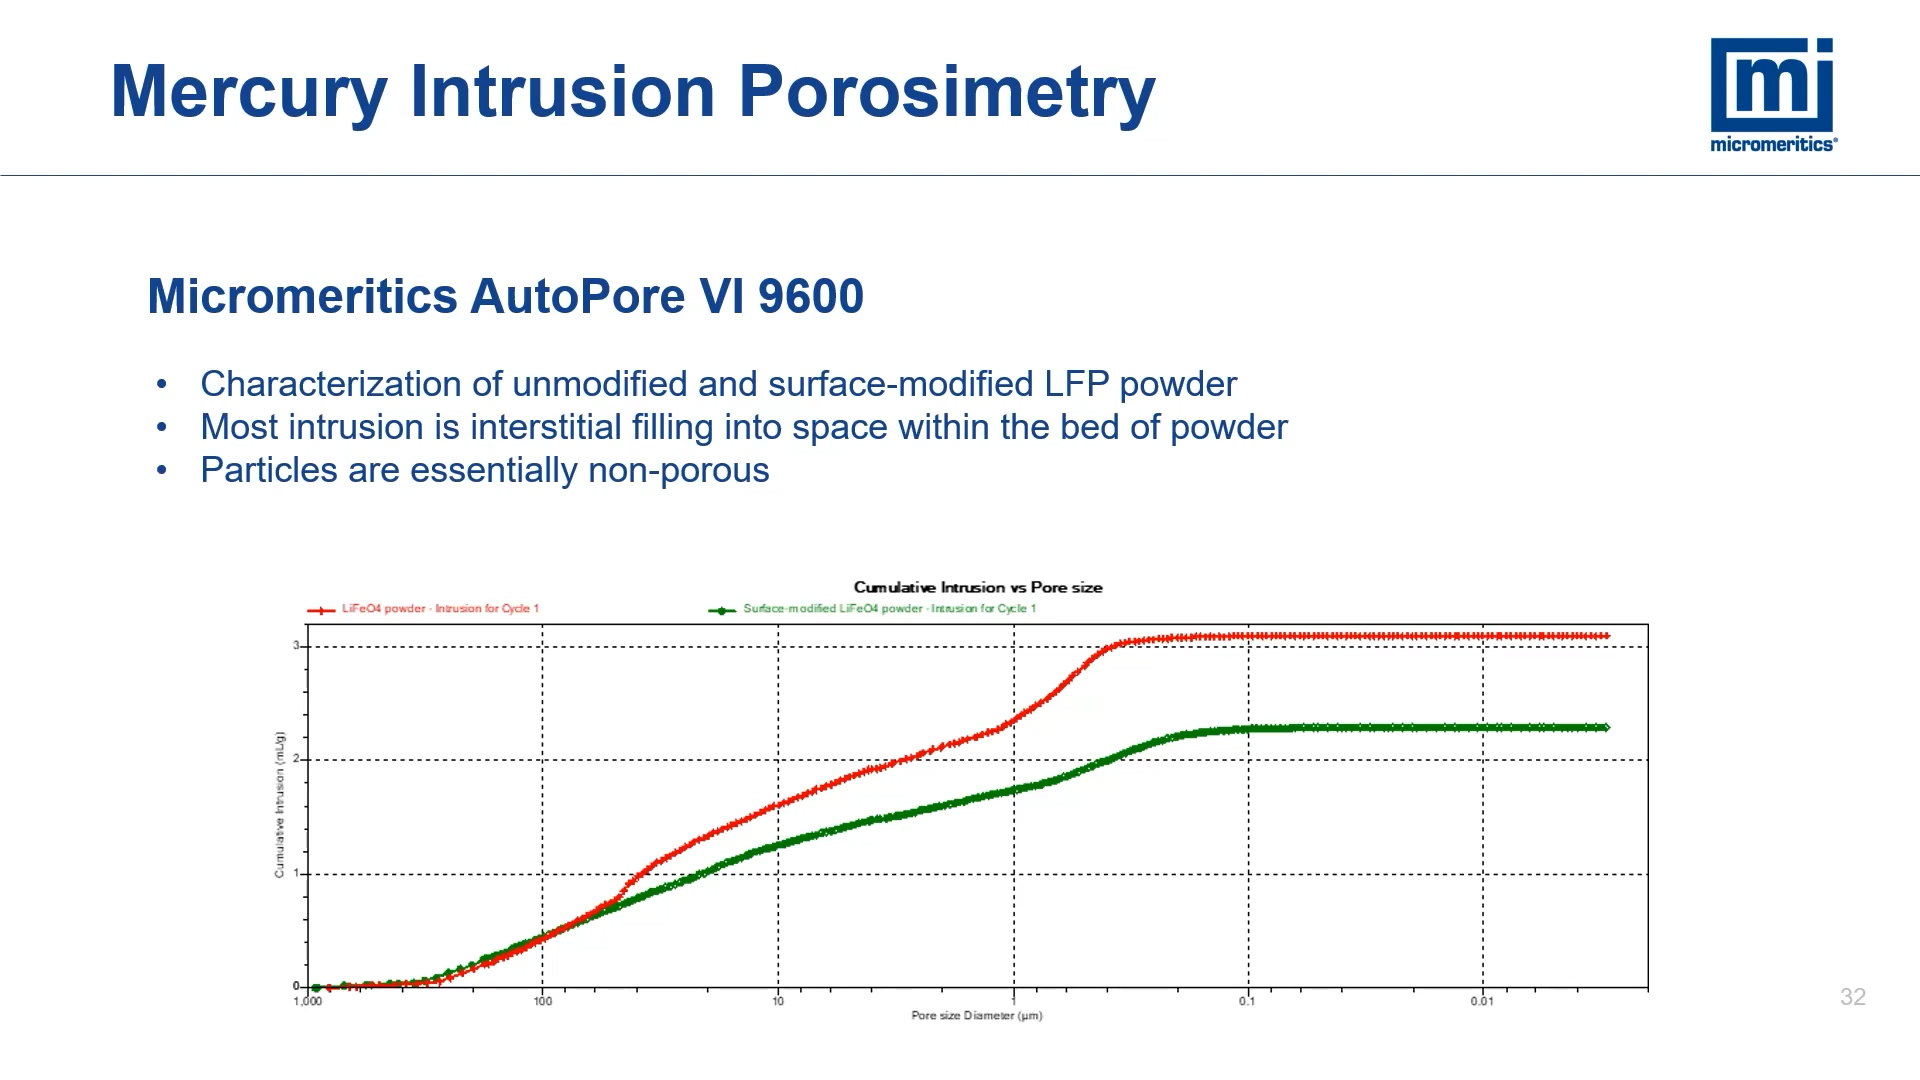 Mercury Intrusion Porosimetry
mi
micromeritics®
Micromeritics AutoPore VI 9600
• Characterization of unmodified and surface-modified LFP powder
• Most intrusion is interstitial filling into space within the bed of powder
• Particles are essentially non-porous
Cumulative Intrusion vs Pore size
LiFeO4 powder - Intrusion for Cycle 1
Surface-modified LiFeO4 powder - Intrusion for Cycle 1
Cumulative Intrusion (mL/g)
3
2
1
0
1,000 100 10 1 0.1 0.01
Pore size Diameter (µm)
32